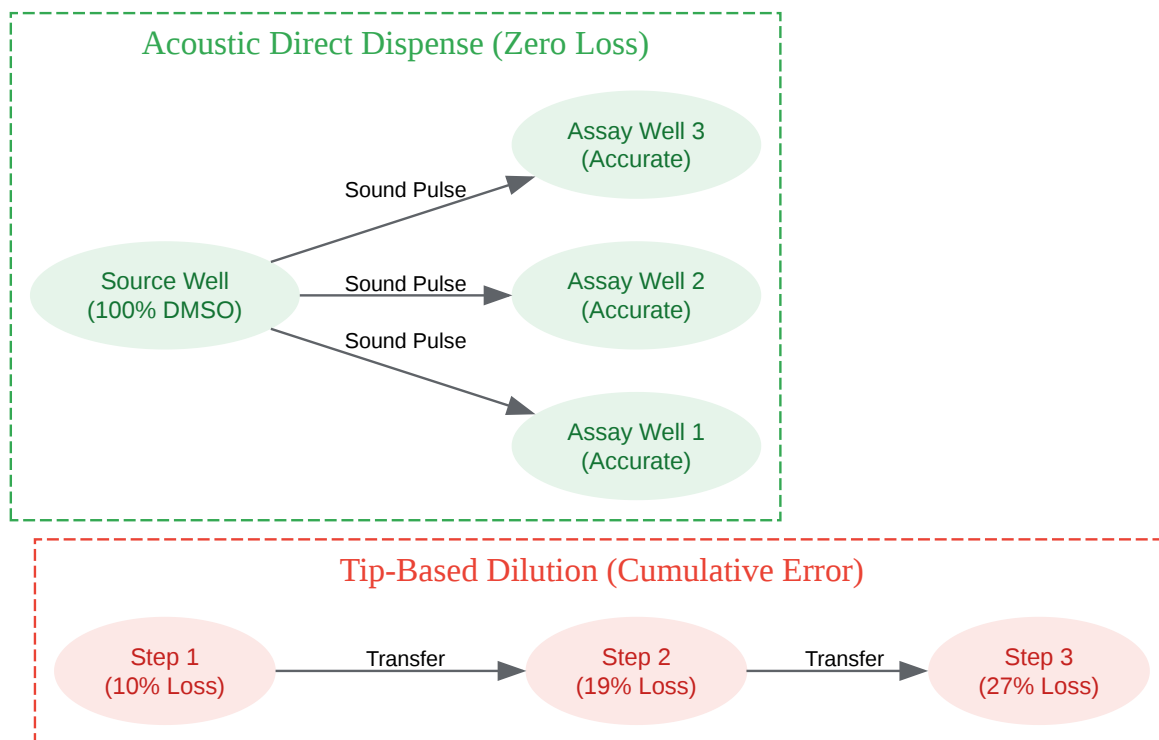 Acoustic Direct Dispense (Zero Loss)
Assay Well 3
(Accurate)
Sound Pulse
Source Well
(100% DMSO)
Sound Pulse
Assay Well 2
(Accurate)
Sound Pulse
Assay Well 1
(Accurate)
Tip-Based Dilution (Cumulative Error)
Step 1
(10% Loss)
Transfer
Step 2
(19% Loss)
Transfer
Step 3
(27% Loss)